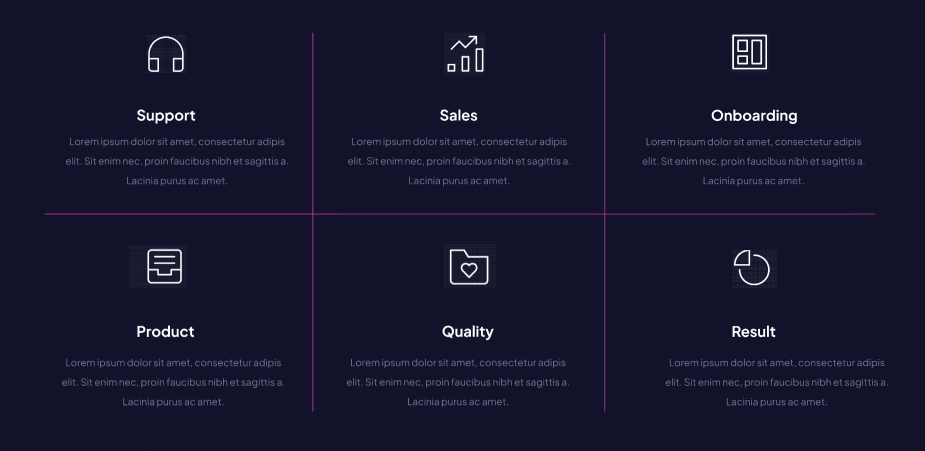 Support
Lorem ipsum dolor sit amet, consectetur adipis
elit. Sit enim nec, proin faucibus nibh et sagittis a.
Lacinia purus ac amet.
Sales
Lorem ipsum dolor sit amet, consectetur adipis
elit. Sit enim nec, proin faucibus nibh et sagittis a.
Lacinia purus ac amet.
Onboarding
Lorem ipsum dolor sit amet, consectetur adipis
elit. Sit enim nec, proin faucibus nibh et sagittis a.
Lacinia purus ac amet.
Product
Lorem ipsum dolor sit amet, consectetur adipis
elit. Sit enim nec, proin faucibus nibh et sagittis a.
Lacinia purus ac amet.
Quality
Lorem ipsum dolor sit amet, consectetur adipis
elit. Sit enim nec, proin faucibus nibh et sagittis a.
Lacinia purus ac amet.
Result
Lorem ipsum dolor sit amet, consectetur adipis
elit. Sit enim nec, proin faucibus nibh et sagittis a.
Lacinia purus ac amet.